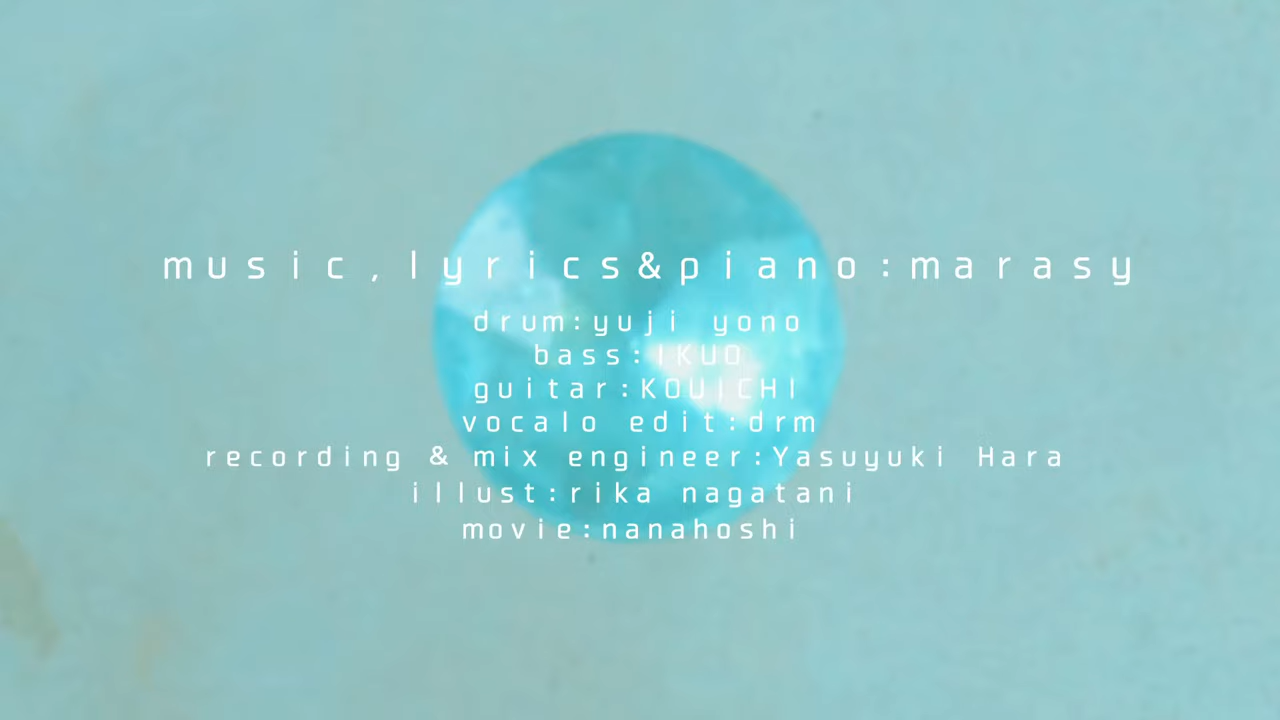 music,lyrics&piano:marasy
drum:yuji yono
bass:IKUO
guitar:KOUICHI
vocalo edit:drm
recording & mix engineer:Yasuyuki Hara
illust:rika nagatani
movie:nanahoshi